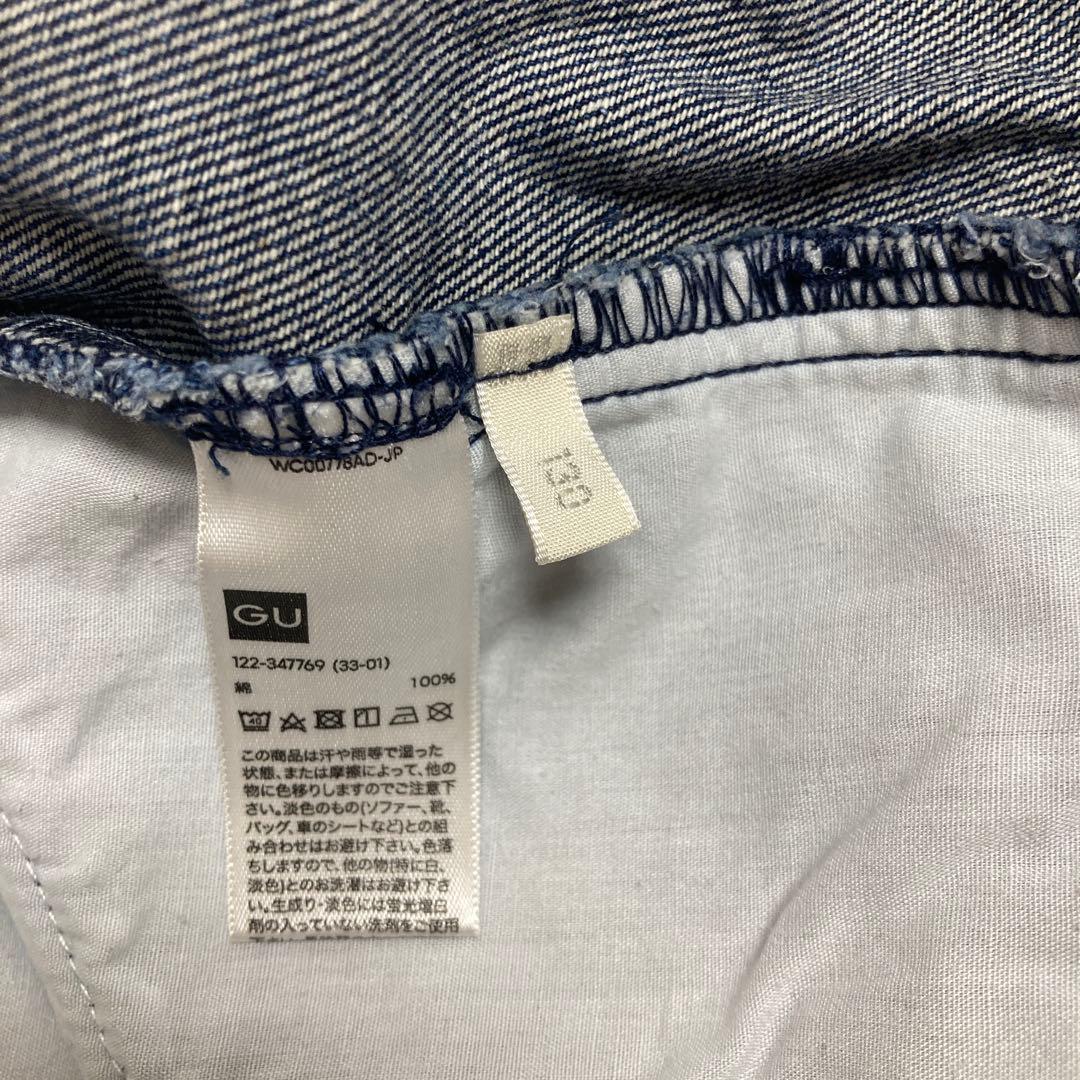 WC00778AD-JP
130
GU
122-347769 (33-01)
綿 100%
40
この商品は汗や雨等で湿った
状態、または摩擦によって、他の
物に色移りしますのでご注意下
さい。淡色のもの(ソファー、靴、
バッグ、車のシートなど)との組
み合わせはお避け下さい。色落
ちしますので、他の物(特に白、
淡色)とのお洗濯はお避け下さ
い。生成り・淡色には蛍光増白
剤の入っていない洗剤をご使用